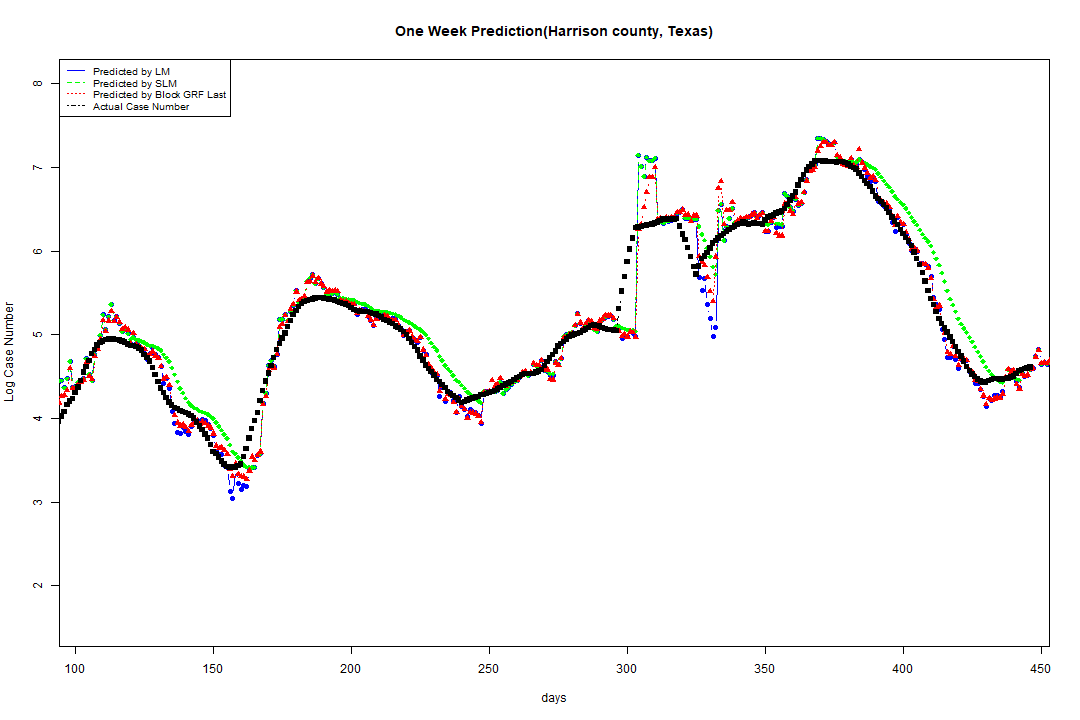 One Week Prediction(Harrison county, Texas)
Predicted by LM
Predicted by SLM
Predicted by Block GRF Last
Actual Case Number
8
7
6
5
4
3
2
Log Case Number
100 150 200 250 300 350 400 450
days